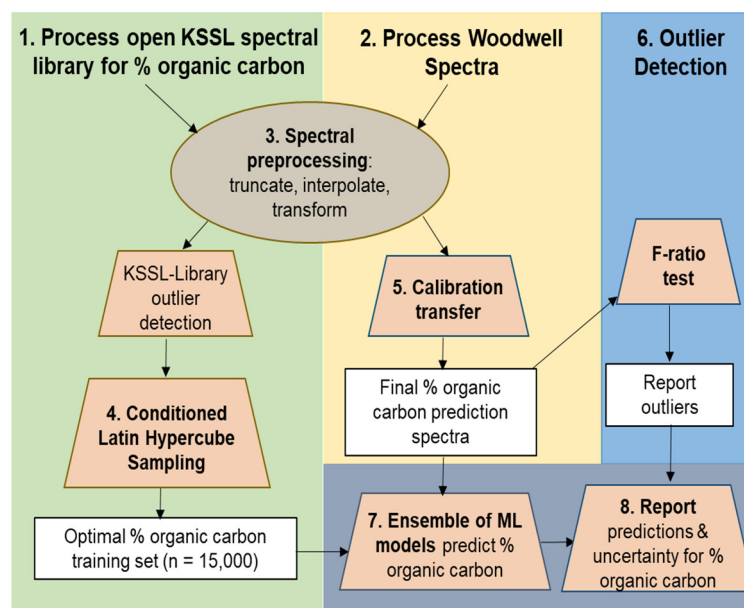 1. Process open KSSL spectral
library for % organic carbon
2. Process Woodwell
Spectra
6. Outlier
Detection
3. Spectral
preprocessing:
truncate, interpolate,
transform
KSSL-Library
outlier
detection
5. Calibration
transfer
F-ratio
test
4. Conditioned
Latin Hypercube
Sampling
Final % organic
carbon prediction
spectra
Report
outliers
Optimal % organic carbon
training set (n = 15,000)
7. Ensemble of ML
models predict %
organic carbon
8. Report
predictions &
uncertainty for %
organic carbon